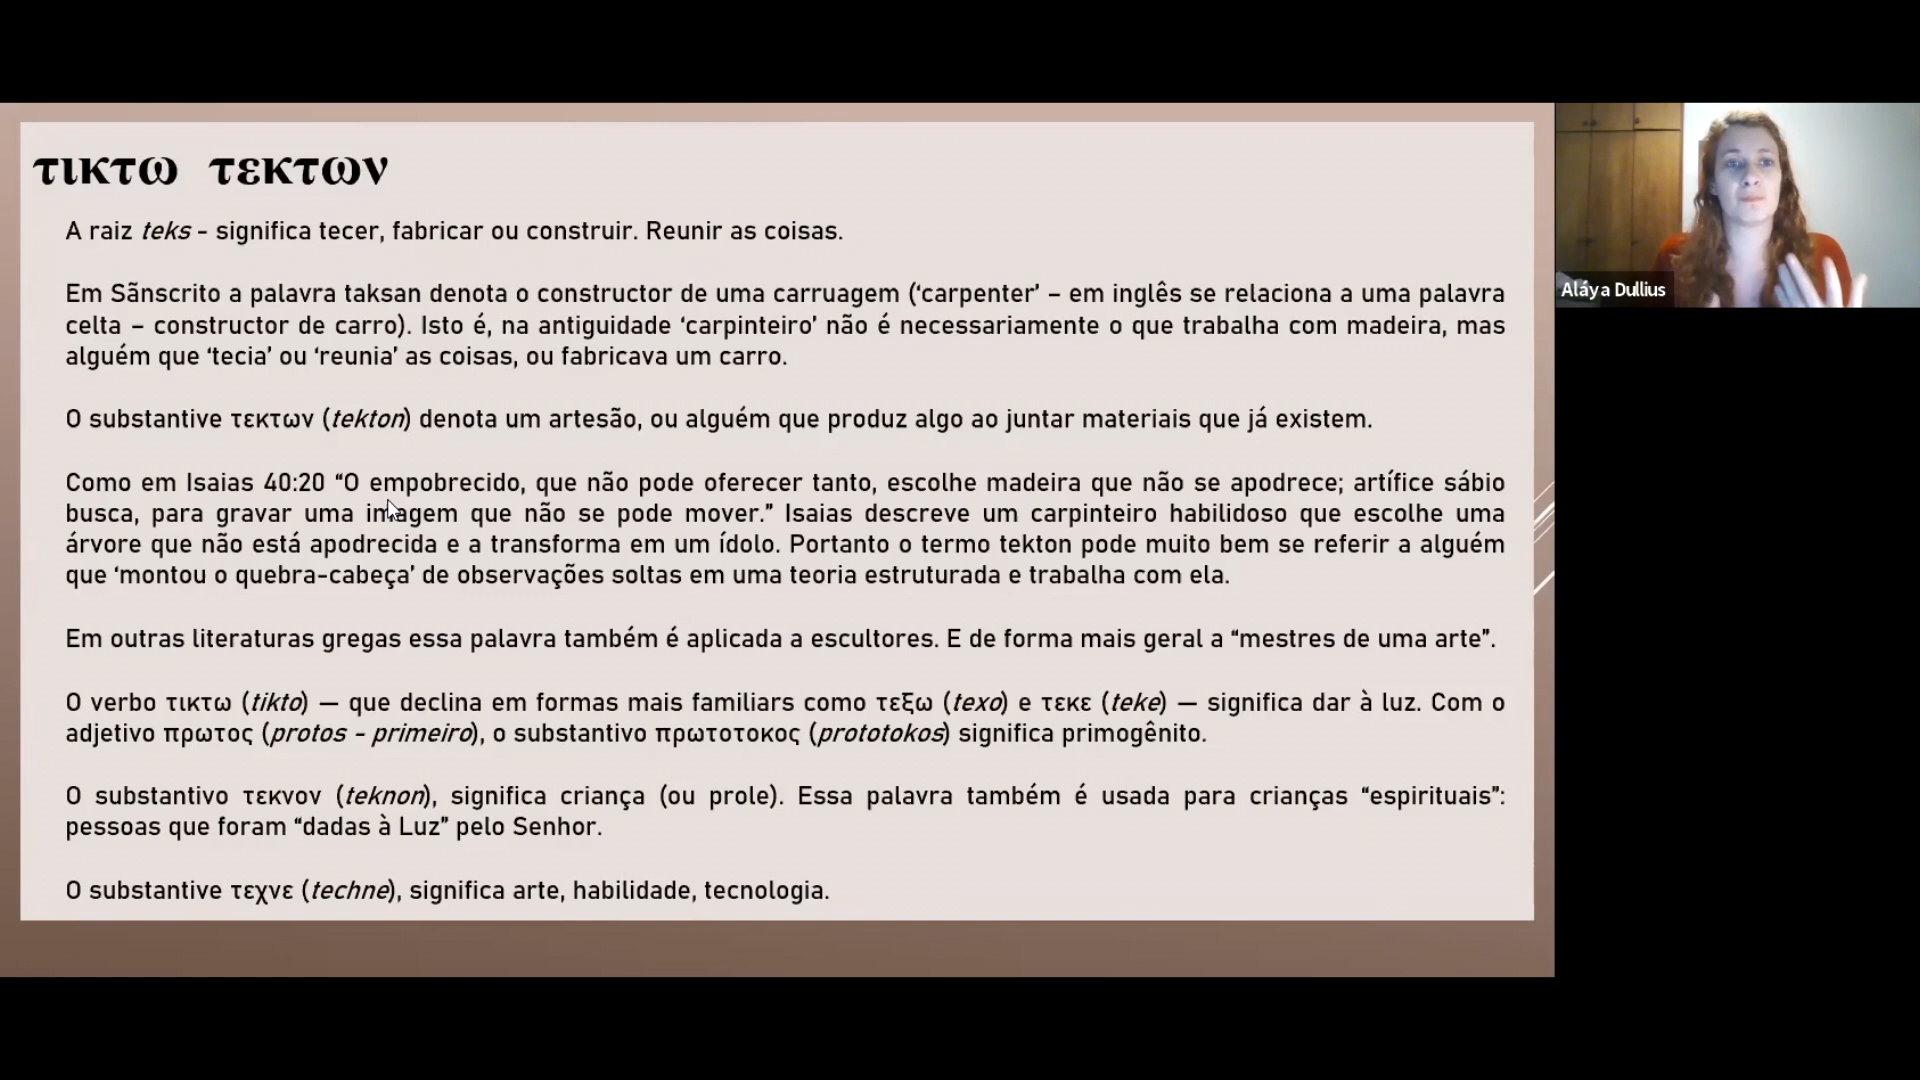 τικτω τεκτων
A raiz teks - significa tecer, fabricar ou construir. Reunir as coisas.
Em Sãnscrito a palavra taksan denota o constructor de uma carruagem (‘carpenter’ – em inglês se relaciona a uma palavra
celta – constructor de carro). Isto é, na antiguidade ‘carpinteiro’ não é necessariamente o que trabalha com madeira, mas
alguém que ‘tecia’ ou ‘reunia’ as coisas, ou fabricava um carro.
O substantive τεκτων (tekton) denota um artesão, ou alguém que produz algo ao juntar materiais que já existem.
Como em Isaias 40:20 “O empobrecido, que não pode oferecer tanto, escolhe madeira que não se apodrece; artífice sábio
busca, para gravar uma imagem que não se pode mover.” Isaias descreve um carpinteiro habilidoso que escolhe uma
árvore que não está apodrecida e a transforma em um ídolo. Portanto o termo tekton pode muito bem se referir a alguém
que ‘montou o quebra-cabeça’ de observações soltas em uma teoria estruturada e trabalha com ela.
Em outras literaturas gregas essa palavra também é aplicada a escultores. E de forma mais geral a “mestres de uma arte”.
O verbo τικτω (tikto) — que declina em formas mais familiars como τεξω (texo) e τεκε (teke) — significa dar à luz. Com o
adjetivo πρωτος (protos - primeiro), o substantivo πρωτοτοκος (prototokos) significa primogênito.
O substantivo τεκνον (teknon), significa criança (ou prole). Essa palavra também é usada para crianças “espirituais”:
pessoas que foram “dadas à Luz” pelo Senhor.
O substantive τεχνε (techne), significa arte, habilidade, tecnologia.
Aláya Dullius